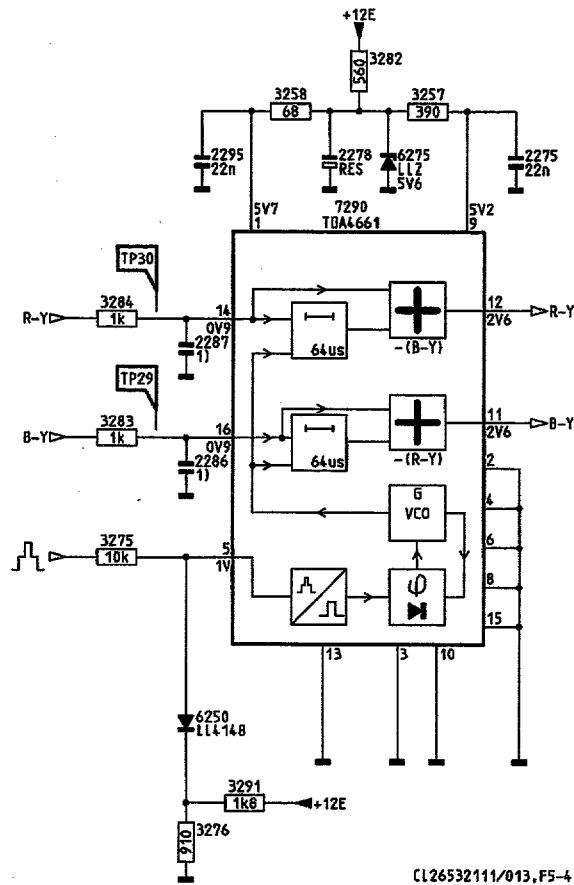 +12E
3282
560
3258
68
3257
390
2295
22n
2278
RES
6275
LLZ
5V6
2275
22n
5V7
1
7290
TDA4661
5V2
9
TP30
R-Y
3284
1k
14
0V9
2287
1)
64us
-(B-Y)
12
2V6
R-Y
TP29
B-Y
3283
1k
16
0V9
2286
1)
64us
-(R-Y)
11
2V6
B-Y
2
G
VCO
4
3275
10k
5
1V
6
φ
8
15
13
3
10
6250
LL4148
3291
1k8
+12E
910
3276
CL26532111/013,F5-4